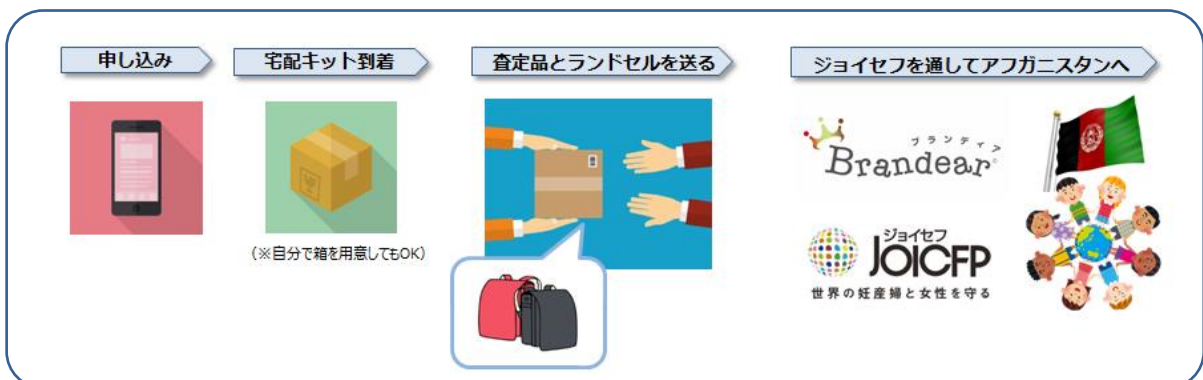 申し込み
宅配キット到着
査定品とランドセルを送る
ジョイセフを通してアフガニスタンへ
(※自分で箱を用意してもOK)
ブランディア
Brandear
ジョイセフ
JOICFP
世界の妊産婦と女性を守る